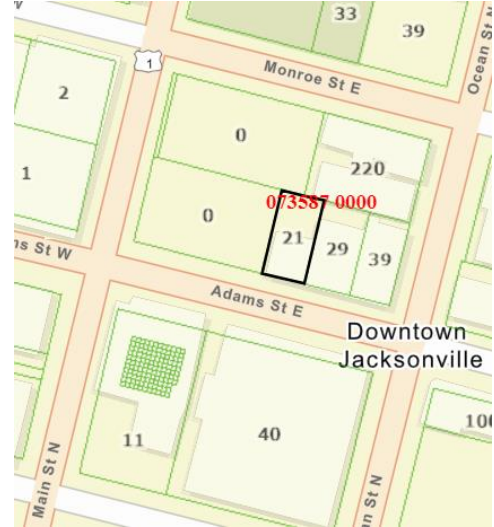 W
33
39
Ocean St N
1
Monroe St E
2
0
220
1
073587 0000
0
21
29
39
ns St W
Adams St E
Downtown
Jacksonville
100
11
40
Main St N
n St N